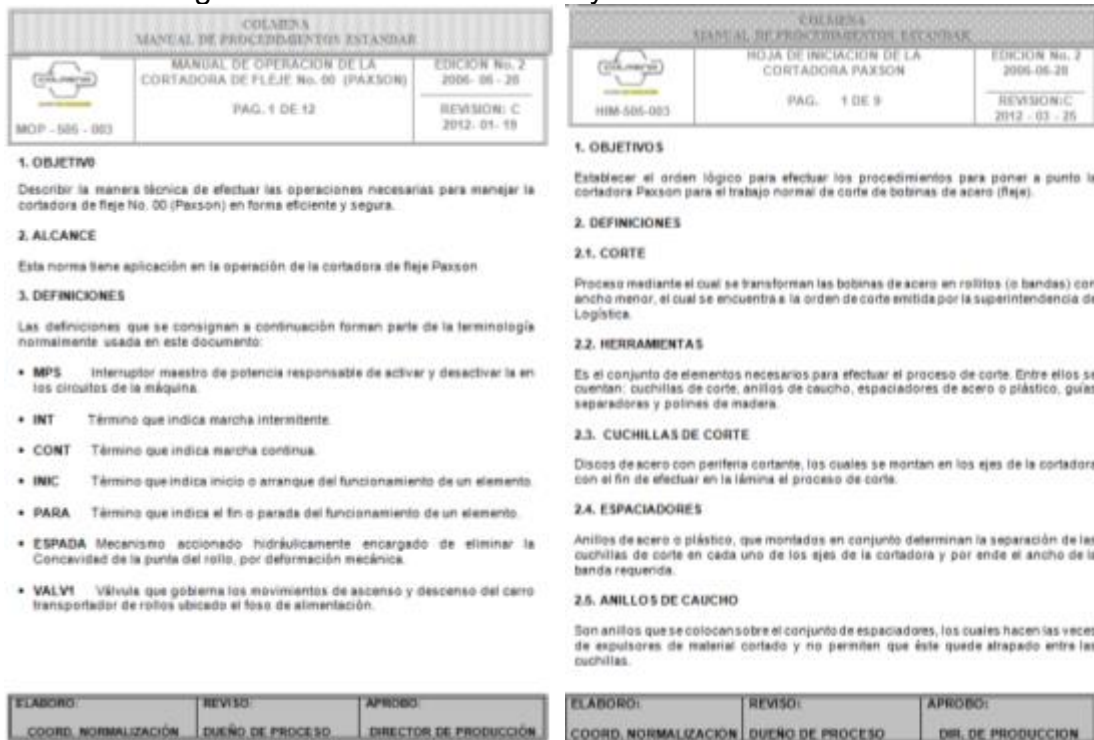 COLMENA
MANUAL DE PROCEDIMIENTOS ESTANDAR
MOP - 505 - 003
MANUAL DE OPERACION DE LA
CORTADORA DE FLEJE No. 00 (PAXSON)
PAG. 1 DE 12
EDICION No. 2
2006- 06 - 28
REVISION: C
2012- 01- 19
1. OBJETIVO
Describir la manera técnica de efectuar las operaciones necesarias para manejar la
cortadora de fleje No. 00 (Paxson) en forma eficiente y segura.
2. ALCANCE
Esta norma tiene aplicación en la operación de la cortadora de fleje Paxson
3. DEFINICIONES
Las definiciones que se consignan a continuación forman parte de la terminología
normalmente usada en este documento:
• MPS Interruptor maestro de potencia responsable de activar y desactivar la en
los circuitos de la máquina.
• INT Término que indica marcha intermitente.
• CONT Término que indica marcha continua.
• INIC Término que indica inicio o arranque del funcionamiento de un elemento.
• PARA Término que indica el fin o parada del funcionamiento de un elemento.
• ESPADA Mecanismo accionado hidráulicamente encargado de eliminar la
Concavidad de la punta del rollo, por deformación mecánica.
• VALV1 Válvula que gobierna los movimientos de ascenso y descenso del carro
transportador de rollos ubicado el foso de alimentación.
ELABORO:
COORD. NORMALIZACIÓN
REVISO:
DUEÑO DE PROCESO
APROBO:
DIRECTOR DE PRODUCCIÓN
COLMENA
MANUAL DE PROCEDIMIENTOS ESTANDAR
HIM-505-003
HOJA DE INICIACION DE LA
CORTADORA PAXSON
PAG. 1 DE 9
EDICION No. 2
2006-06-28
REVISION:C
2012 - 03 - 25
1. OBJETIVOS
Establecer el orden lógico para efectuar los procedimientos para poner a punto la
cortadora Paxson para el trabajo normal de corte de bobinas de acero (fleje).
2. DEFINICIONES
2.1. CORTE
Proceso mediante el cual se transforman las bobinas de acero en rollitos (o bandas) con
ancho menor, el cual se encuentra a la orden de corte emitida por la superintendencia de
Logística.
2.2. HERRAMIENTAS
Es el conjunto de elementos necesarios para efectuar el proceso de corte. Entre ellos se
cuentan: cuchillas de corte, anillos de caucho, espaciadores de acero o plástico, guías
separadoras y polines de madera.
2.3. CUCHILLAS DE CORTE
Discos de acero con periferia cortante, los cuales se montan en los ejes de la cortadora
con el fin de efectuar en la lámina el proceso de corte.
2.4. ESPACIADORES
Anillos de acero o plástico, que montados en conjunto determinan la separación de las
cuchillas de corte en cada uno de los ejes de la cortadora y por ende el ancho de la
banda requerida.
2.5. ANILLOS DE CAUCHO
Son anillos que se colocan sobre el conjunto de espaciadores, los cuales hacen las veces
de expulsores de material cortado y no permiten que éste quede atrapado entre las
cuchillas.
ELABORO:
COORD. NORMALIZACIÓN
REVISO:
DUEÑO DE PROCESO
APROBO:
DIR. DE PRODUCCION